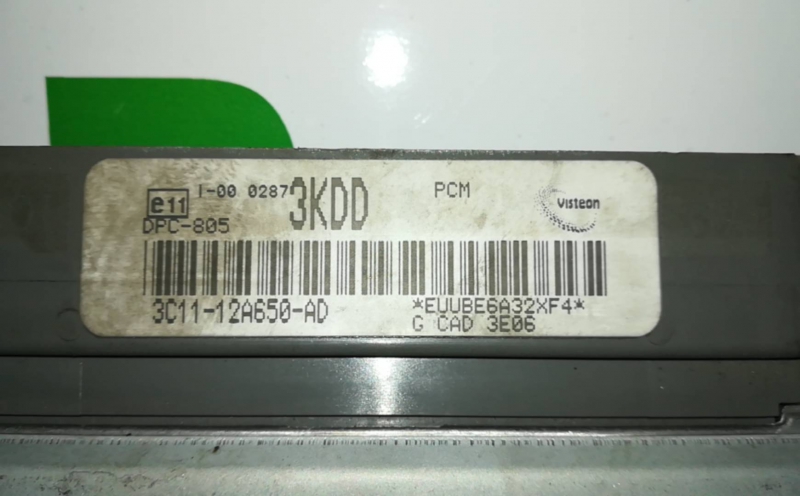 e11 I-00 0287 3KDD PCM Visteon
DPC-805
3C11-12A650-AD *EUUBE6A32XF4*
G CAD 3E06